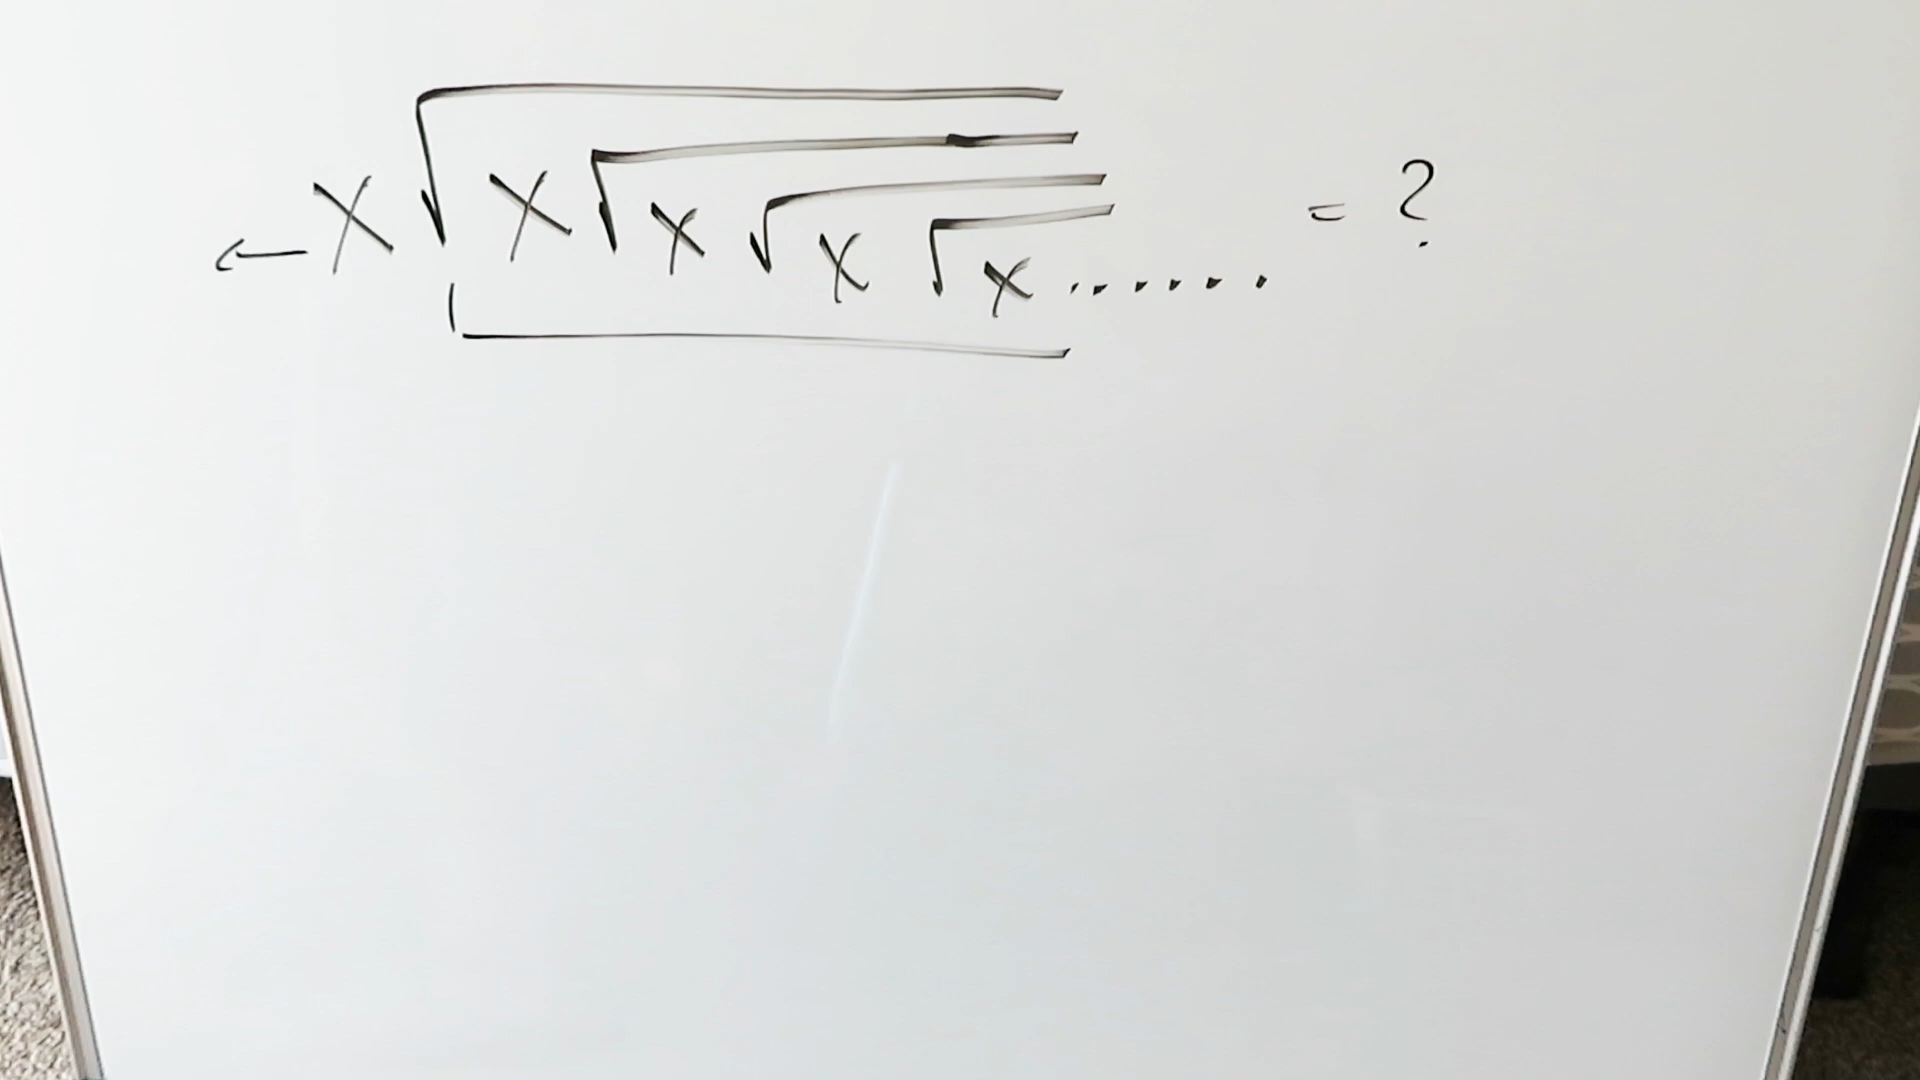 ← X √ X √ X √ X √ X ...... = ?